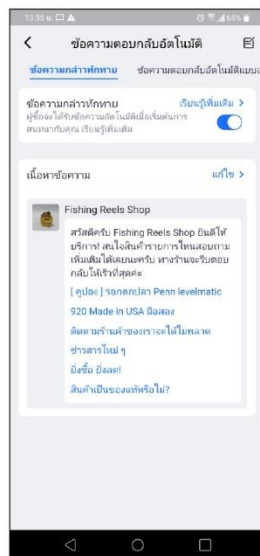 13:35 น.
65%
ข้อความตอบกลับอัตโนมัติ
ข้อความกล่าวทักทาย ข้อความตอบกลับอัตโนมัติแบบอ
ข้อความกล่าวทักทาย เรียนรู้เพิ่มเติม >
ผู้ซื้อจะได้รับข้อความอัตโนมัติเมื่อเริ่มต้นการ
สนทนากับคุณ เรียนรู้เพิ่มเติม
เนื้อหาข้อความ แก้ไข >
Fishing Reels Shop
สวัสดีครับ Fishing Reels Shop ยินดีให้
บริการ! สนใจสินค้ารายการไหนสอบถาม
เพิ่มเติมได้เลยนะครับ ทางร้านจะรีบตอบ
กลับให้เร็วที่สุดค่ะ
[ คูปอง ] รอกตกปลา Penn levelmatic
920 Made in USA มือสอง
ติดตามร้านค้าของเราจะได้ไม่พลาด
ข่าวสารใหม่ ๆ
ยิ่งซื้อ ยิ่งลด!
สินค้าเป็นของแท้หรือไม่?